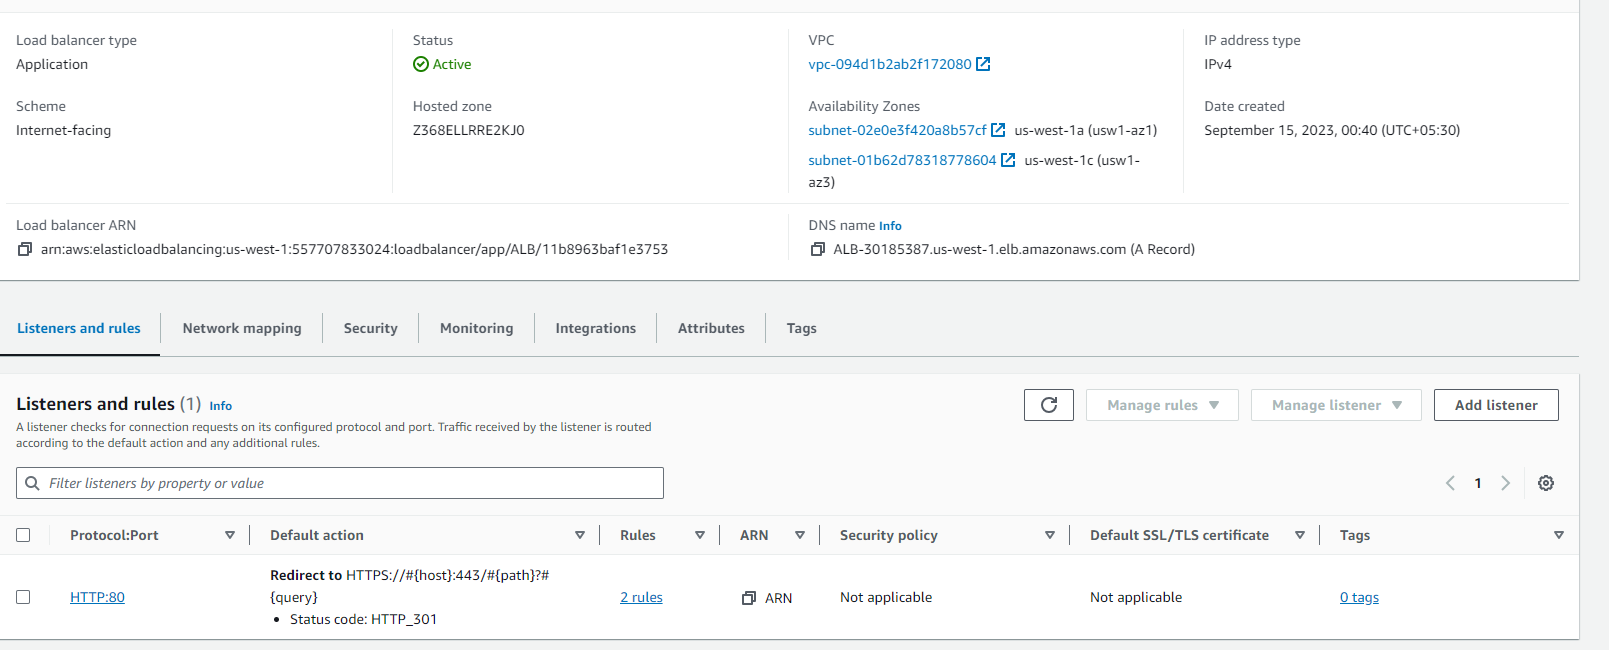 Load balancer type
Application
Status
Active
VPC
vpc-094d1b2ab2f172080
IP address type
IPv4
Scheme
Internet-facing
Hosted zone
Z368ELLRRE2KJ0
Availability Zones
subnet-02e0e3f420a8b57cf us-west-1a (usw1-az1)
subnet-01b62d78318778604 us-west-1c (usw1-
az3)
Date created
September 15, 2023, 00:40 (UTC+05:30)
Load balancer ARN
arn:aws:elasticloadbalancing:us-west-1:557707833024:loadbalancer/app/ALB/11b8963baf1e3753
DNS name Info
ALB-30185387.us-west-1.elb.amazonaws.com (A Record)
Listeners and rules Network mapping Security Monitoring Integrations Attributes Tags
Listeners and rules (1) Info
A listener checks for connection requests on its configured protocol and port. Traffic received by the listener is routed
according to the default action and any additional rules.
Manage rules Manage listener Add listener
Filter listeners by property or value
1
Protocol:Port Default action Rules ARN Security policy Default SSL/TLS certificate Tags
HTTP:80
Redirect to HTTPS://#{host}:443/#{path}?#
{query}
Status code: HTTP_301
2 rules
ARN
Not applicable
Not applicable
0 tags